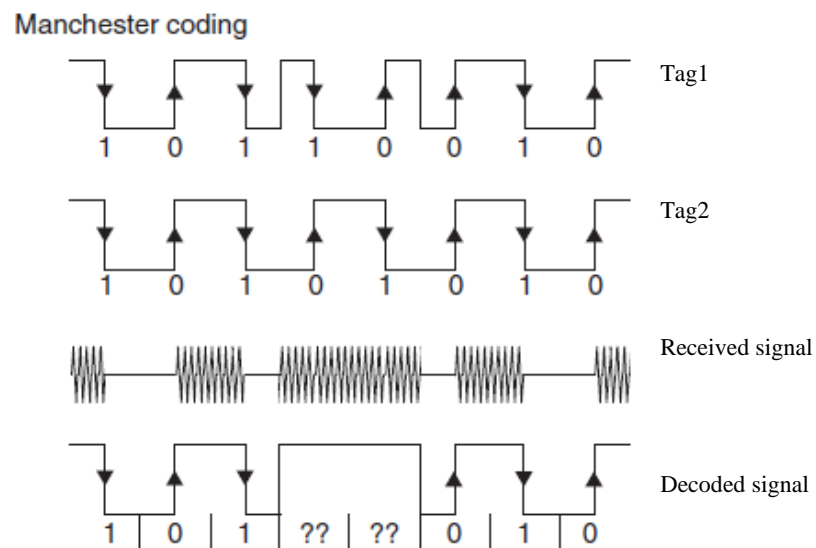 Manchester coding
Tag1
1 0 1 1 0 0 1 0
Tag2
1 0 1 0 1 0 1 0
Received signal
Decoded signal
1 0 1 ?? ?? 0 1 0